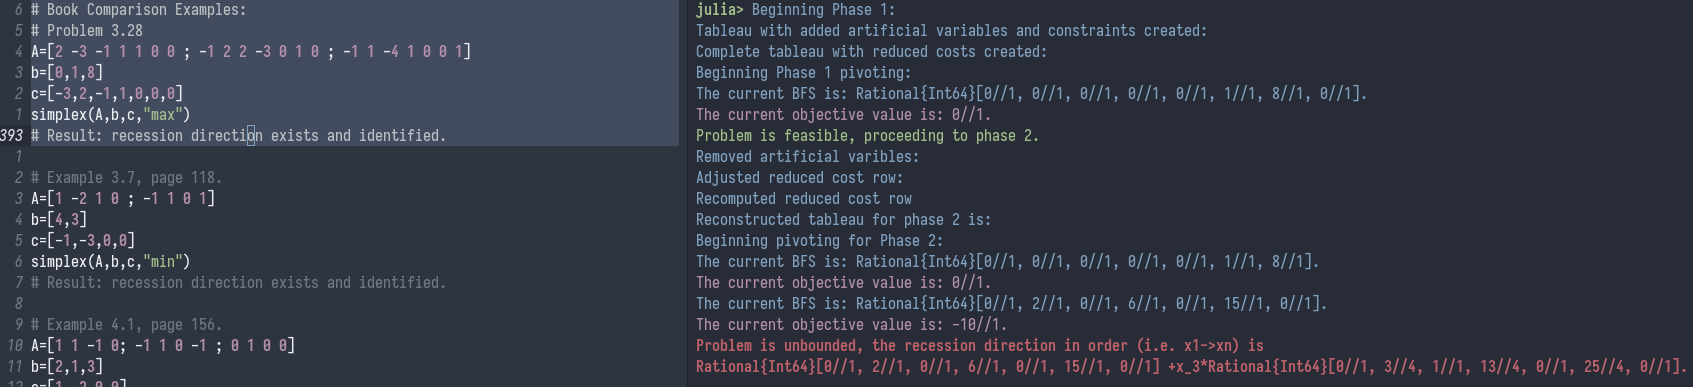 6 # Book Comparison Examples:
5 # Problem 3.28
4 A=[2 -3 -1 1 1 0 0 ; -1 2 2 -3 0 1 0 ; -1 1 -4 1 0 0 1]
3 b=[0,1,8]
2 c=[-3,2,-1,1,0,0,0]
1 simplex(A,b,c,"max")
393 # Result: recession direction exists and identified.
1
2 # Example 3.7, page 118.
3 A=[1 -2 1 0 ; -1 1 0 1]
4 b=[4,3]
5 c=[-1,-3,0,0]
6 simplex(A,b,c,"min")
7 # Result: recession direction exists and identified.
8
9 # Example 4.1, page 156.
10 A=[1 1 -1 0; -1 1 0 -1 ; 0 1 0 0]
11 b=[2,1,3]
12 c=[1,-2,0,0]
julia> Beginning Phase 1:
Tableau with added artificial variables and constraints created:
Complete tableau with reduced costs created:
Beginning Phase 1 pivoting:
The current BFS is: Rational{Int64}[0//1, 0//1, 0//1, 0//1, 0//1, 1//1, 8//1, 0//1].
The current objective value is: 0//1.
Problem is feasible, proceeding to phase 2.
Removed artificial varibles:
Adjusted reduced cost row:
Recomputed reduced cost row
Reconstructed tableau for phase 2 is:
Beginning pivoting for Phase 2:
The current BFS is: Rational{Int64}[0//1, 0//1, 0//1, 0//1, 0//1, 1//1, 8//1].
The current objective value is: 0//1.
The current BFS is: Rational{Int64}[0//1, 2//1, 0//1, 6//1, 0//1, 15//1, 0//1].
The current objective value is: -10//1.
Problem is unbounded, the recession direction in order (i.e. x1->xn) is
Rational{Int64}[0//1, 2//1, 0//1, 6//1, 0//1, 15//1, 0//1] +x_3*Rational{Int64}[0//1, 3//4, 1//1, 13//4, 0//1, 25//4, 0//1].